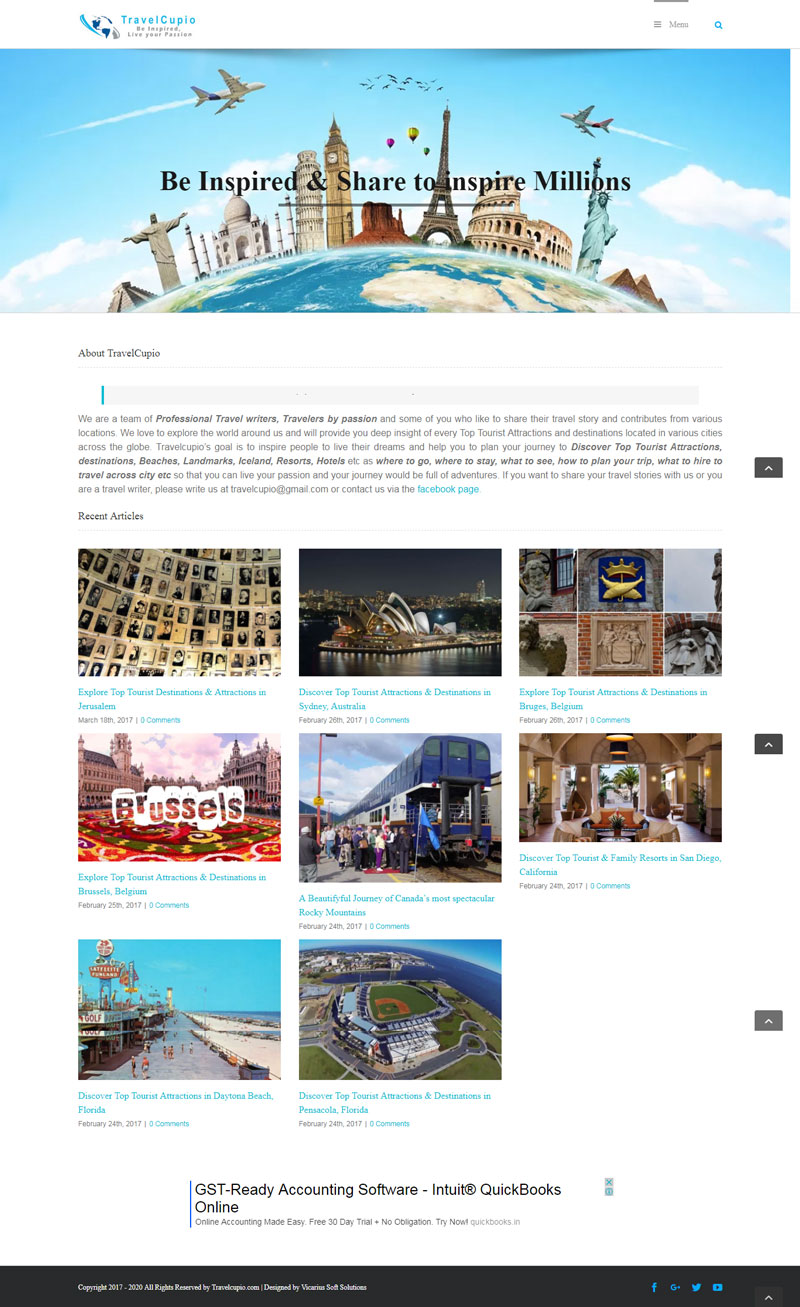 TravelCupio
Be Inspired,
Live your Passion
Menu
Be Inspired & Share to inspire Millions
About TravelCupio
We are a team of Professional Travel writers, Travelers by passion and some of you who like to share their travel story and contributes from various
locations. We love to explore the world around us and will provide you deep insight of every Top Tourist Attractions and destinations located in various cities
across the globe. Travelcupio's goal is to inspire people to live their dreams and help you to plan your journey to Discover Top Tourist Attractions,
destinations, Beaches, Landmarks, Iceland, Resorts, Hotels etc as where to go, where to stay, what to see, how to plan your trip, what to hire to
travel across city etc so that you can live your passion and your journey would be full of adventures. If you want to share your travel stories with us or you
are a travel writer, please write us at travelcupio@gmail.com or contact us via the facebook page.
Recent Articles
Explore Top Tourist Destinations & Attractions in
Jerusalem
March 18th, 2017 | 0 Comments
Discover Top Tourist Attractions & Destinations in
Sydney, Australia
February 26th, 2017 | 0 Comments
Explore Top Tourist Attractions & Destinations in
Bruges, Belgium
February 26th, 2017 | 0 Comments
Brussels
Explore Top Tourist Attractions & Destinations in
Brussels, Belgium
February 25th, 2017 | 0 Comments
A Beautifyful Journey of Canada's most spectacular
Rocky Mountains
February 24th, 2017 | 0 Comments
Discover Top Tourist & Family Resorts in San Diego,
California
February 24th, 2017 | 0 Comments
GOLF
GOLF
Discover Top Tourist Attractions in Daytona Beach,
Florida
February 24th, 2017 | 0 Comments
Discover Top Tourist Attractions & Destinations in
Pensacola, Florida
February 24th, 2017 | 0 Comments
GST-Ready Accounting Software - Intuit® QuickBooks
Online
Online Accounting Made Easy. Free 30 Day Trial + No Obligation. Try Now! quickbooks.in
Copyright 2017 - 2020 All Rights Reserved by Travelcupio.com | Designed by Vicarius Soft Solutions